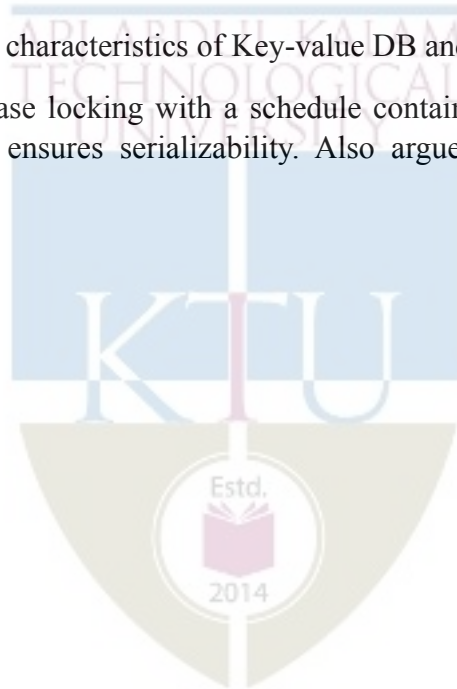 APJ ABDUL KALAM
characteristics of Key-value DB and
TECHNOLOGICAL
ase locking with a schedule contain
UNIVERSITY
ensures serializability. Also argue
KTU
Estd.
2014